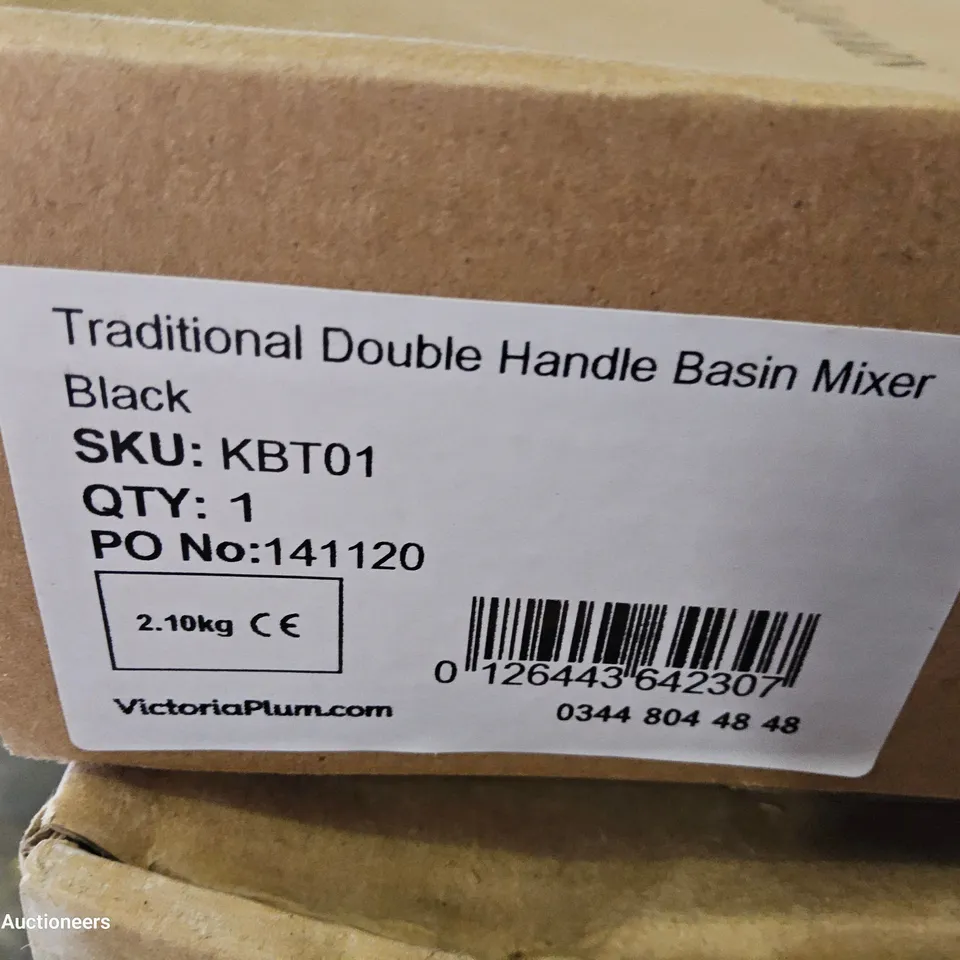 Traditional Double Handle Basin Mixer
Black
SKU: KBT01
QTY: 1
PO No:141120
2.10kg CE
0 126443 642307
VictoriaPlum.com
0344 804 48 48
Auctioneers